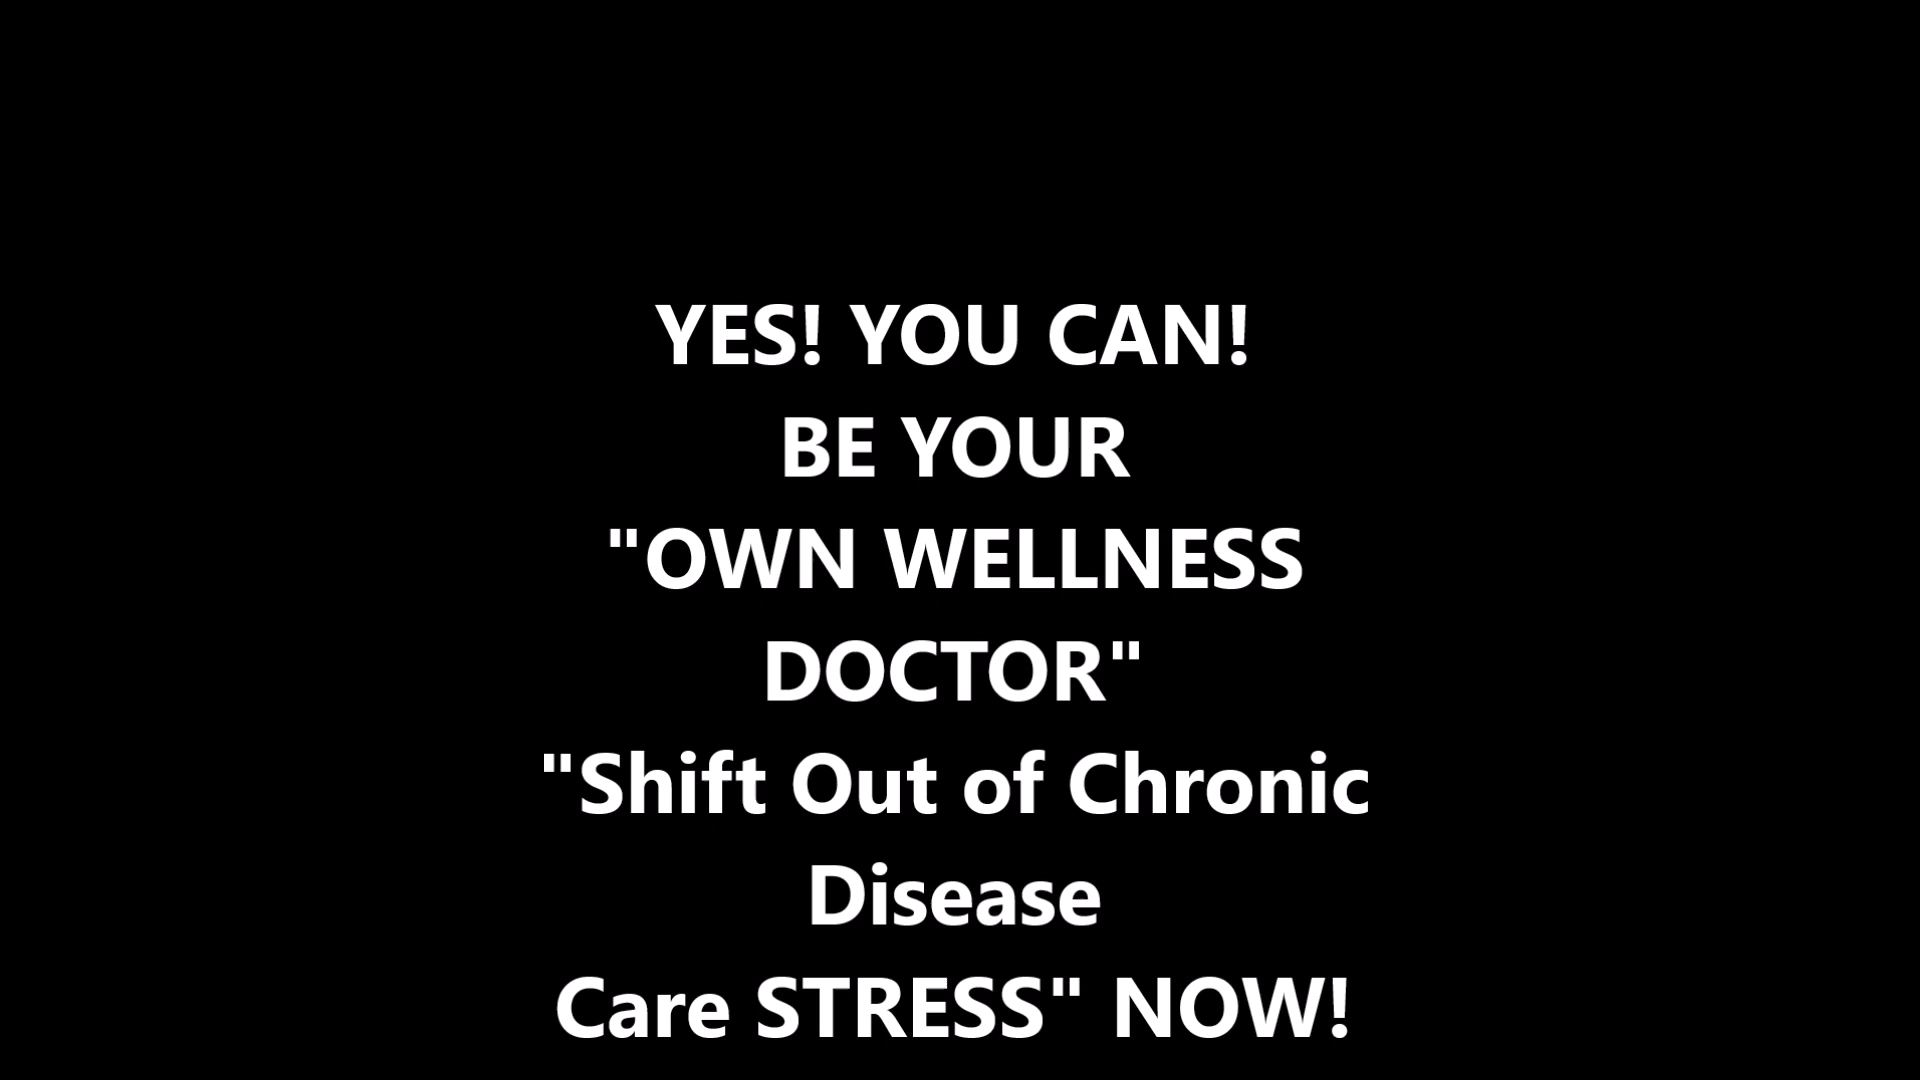 YES! YOU CAN!
BE YOUR
"OWN WELLNESS
DOCTOR"
"Shift Out of Chronic
Disease
Care STRESS" NOW!